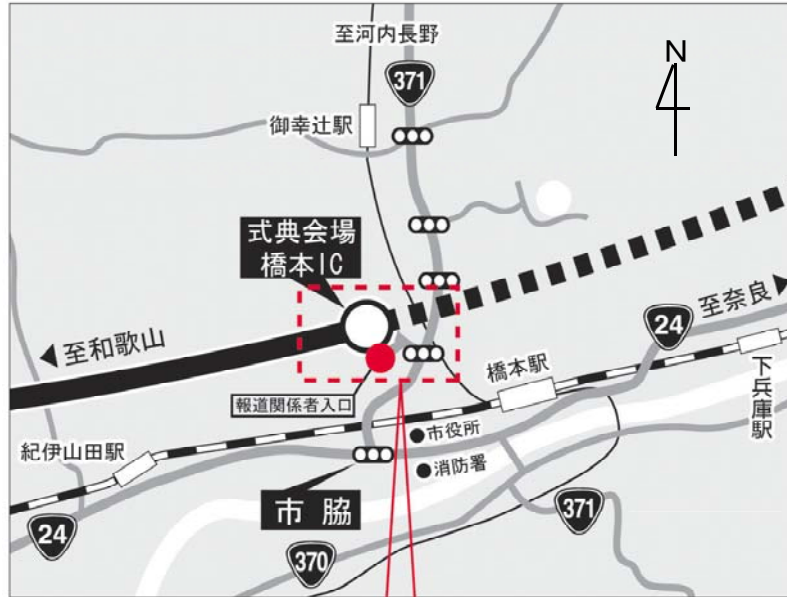 至河内長野
N
371
御幸辻駅
式典会場
橋本IC
至奈良
24
至和歌山
橋本駅
下兵庫駅
報道関係者入口
市役所
紀伊山田駅
消防署
市脇
371
24
370